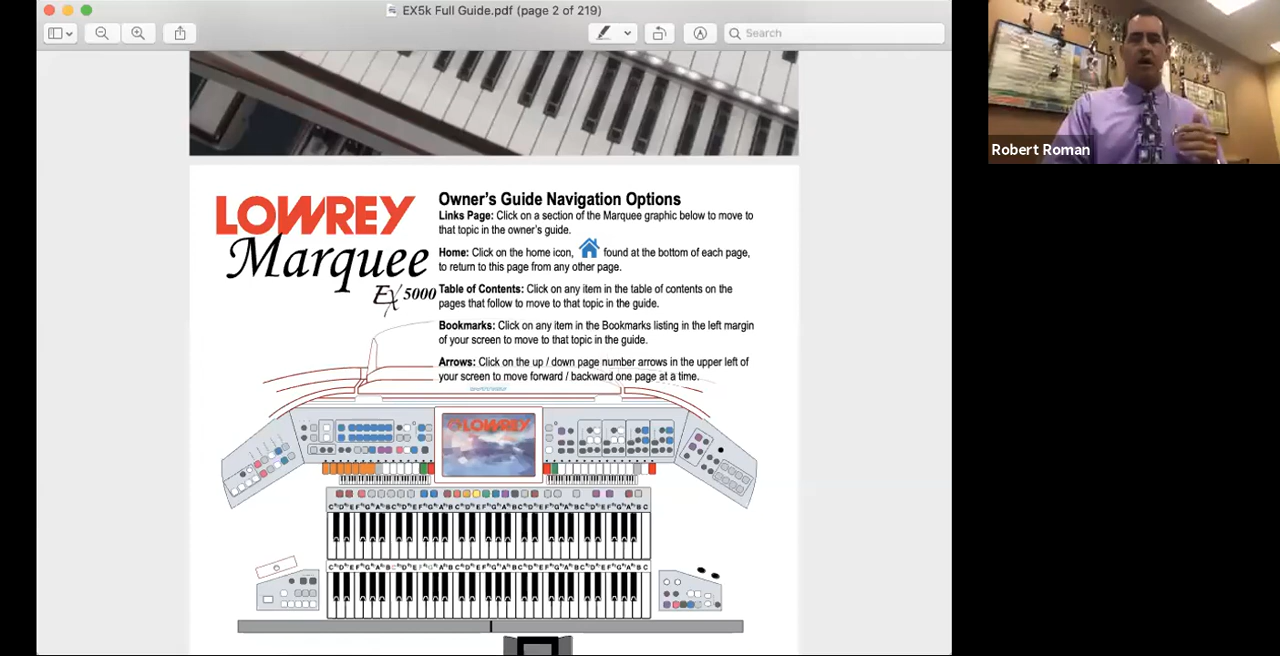 EX5k Full Guide.pdf (page 2 of 219)
Search
Robert Roman
LOWREY
Marquee
EX 5000
Owner's Guide Navigation Options
Links Page: Click on a section of the Marquee graphic below to move to
that topic in the owner's guide.
Home: Click on the home icon, found at the bottom of each page,
to return to this page from any other page.
Table of Contents: Click on any item in the table of contents on the
pages that follow to move to that topic in the guide.
Bookmarks: Click on any item in the Bookmarks listing in the left margin
of your screen to move to that topic in the guide.
Arrows: Click on the up / down page number arrows in the upper left of
your screen to move forward / backward one page at a time.
LOWREY